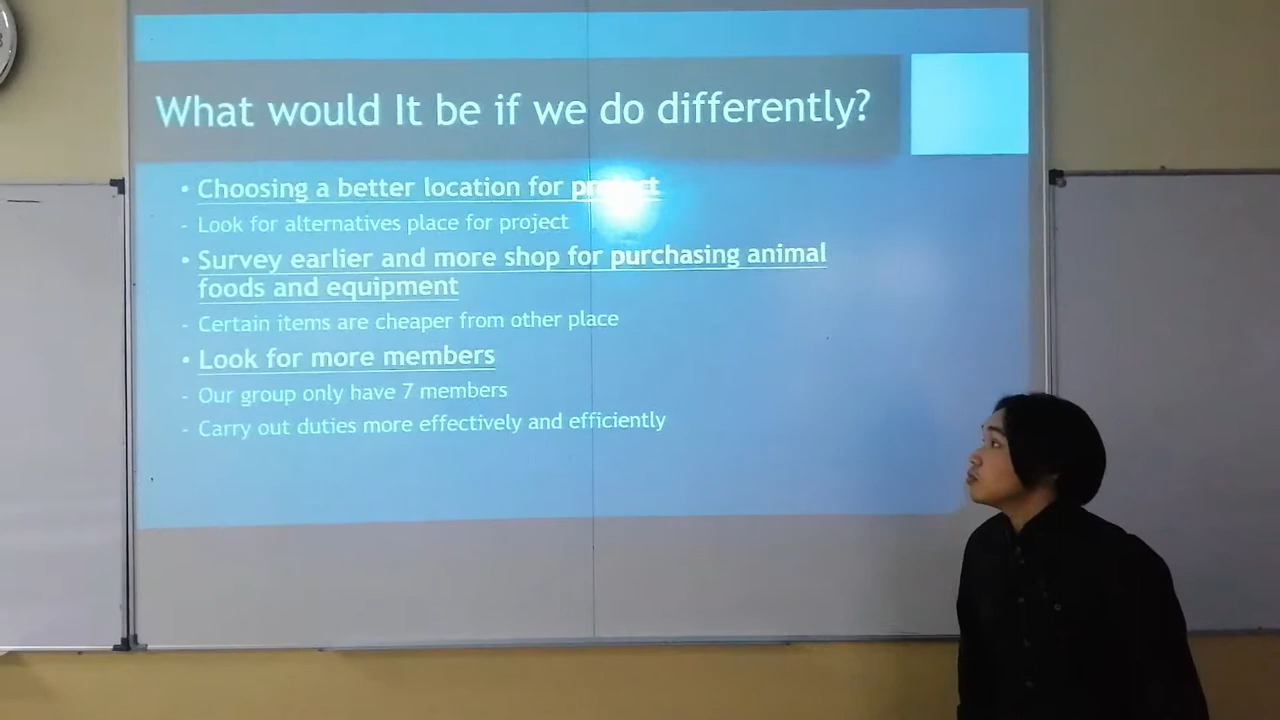 What would It be if we do differently?
• Choosing a better location for project
- Look for alternatives place for project
• Survey earlier and more shop for purchasing animal
foods and equipment
- Certain items are cheaper from other place
• Look for more members
- Our group only have 7 members
- Carry out duties more effectively and efficiently